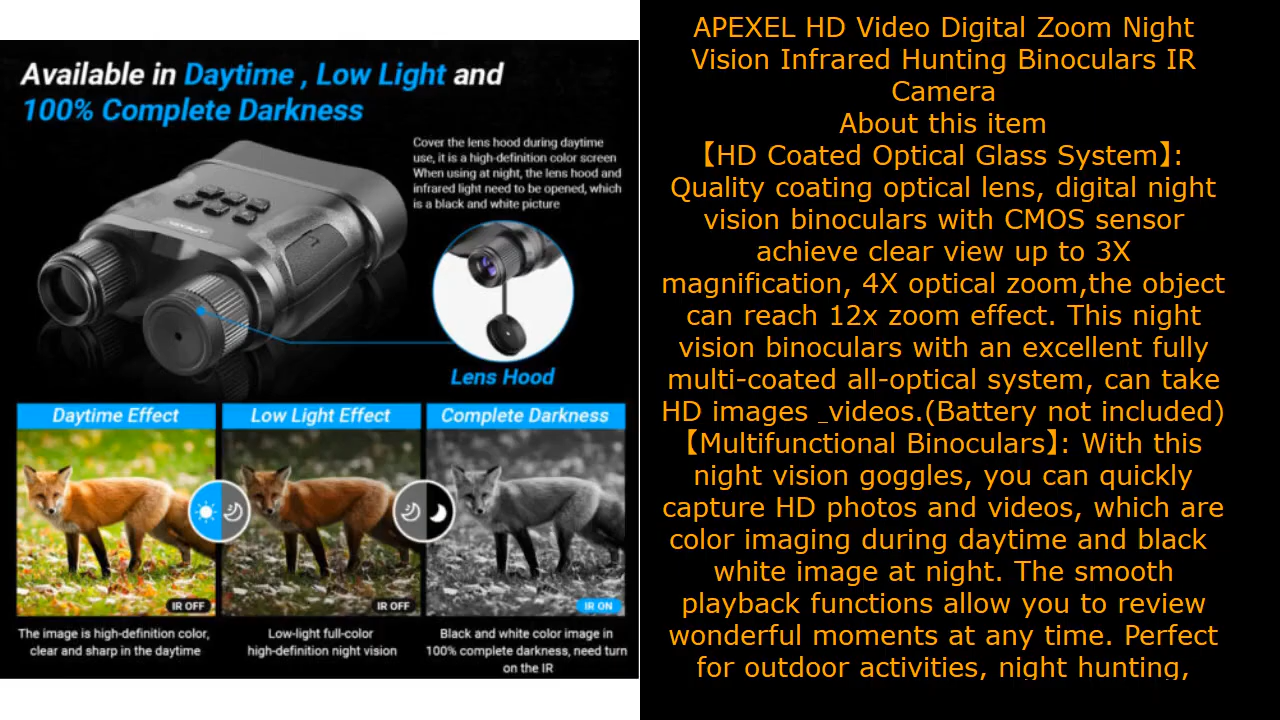 Available in Daytime , Low Light and
100% Complete Darkness
Cover the lens hood during daytime
use, it is a high-definition color screen
When using at night, the lens hood and
infrared light need to be opened, which
is a black and white picture
Lens Hood
Daytime Effect
Low Light Effect
Complete Darkness
IR OFF
IR OFF
IR ON
The image is high-definition color,
clear and sharp in the daytime
Low-light full-color
high-definition night vision
Black and white color image in
100% complete darkness, need turn
on the IR
APEXEL HD Video Digital Zoom Night
Vision Infrared Hunting Binoculars IR
Camera
About this item
【HD Coated Optical Glass System】:
Quality coating optical lens, digital night
vision binoculars with CMOS sensor
achieve clear view up to 3X
magnification, 4X optical zoom,the object
can reach 12x zoom effect. This night
vision binoculars with an excellent fully
multi-coated all-optical system, can take
HD images _videos.(Battery not included)
【Multifunctional Binoculars】: With this
night vision goggles, you can quickly
capture HD photos and videos, which are
color imaging during daytime and black
white image at night. The smooth
playback functions allow you to review
wonderful moments at any time. Perfect
for outdoor activities, night hunting,